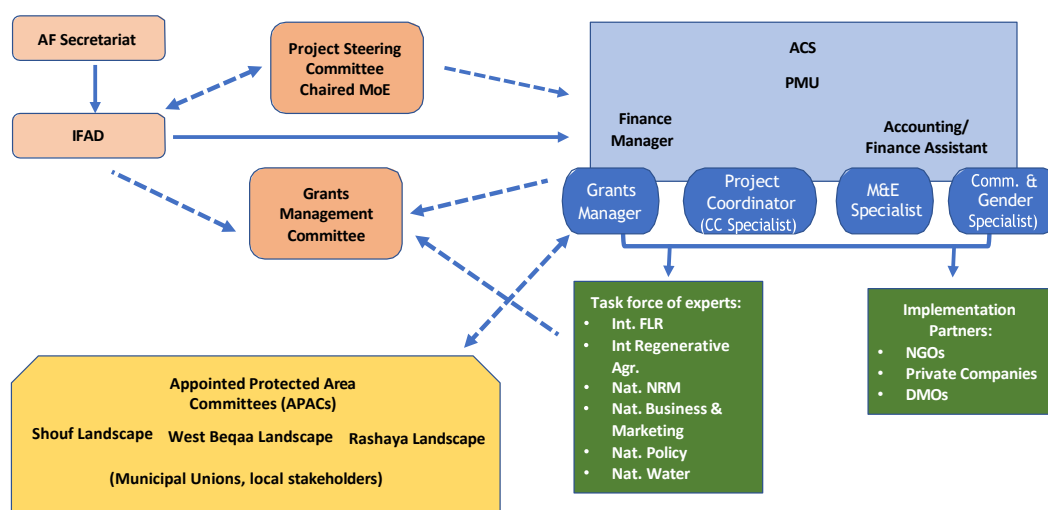 AF Secretariat
IFAD
Project Steering
Committee
Chaired MoE
Grants
Management
Committee
ACS
PMU
Finance
Manager
Accounting/
Finance Assistant
Grants
Manager
Project
Coordinator
(CC Specialist)
M&E
Specialist
Comm. &
Gender
Specialist)
Task force of experts:
• Int. FLR
• Int Regenerative
Agr.
• Nat. NRM
• Nat. Business &
Marketing
• Nat. Policy
• Nat. Water
Implementation
Partners:
• NGOs
• Private Companies
• DMOs
Appointed Protected Area
Committees (APACs)
Shouf Landscape West Beqaa Landscape Rashaya Landscape
(Municipal Unions, local stakeholders)